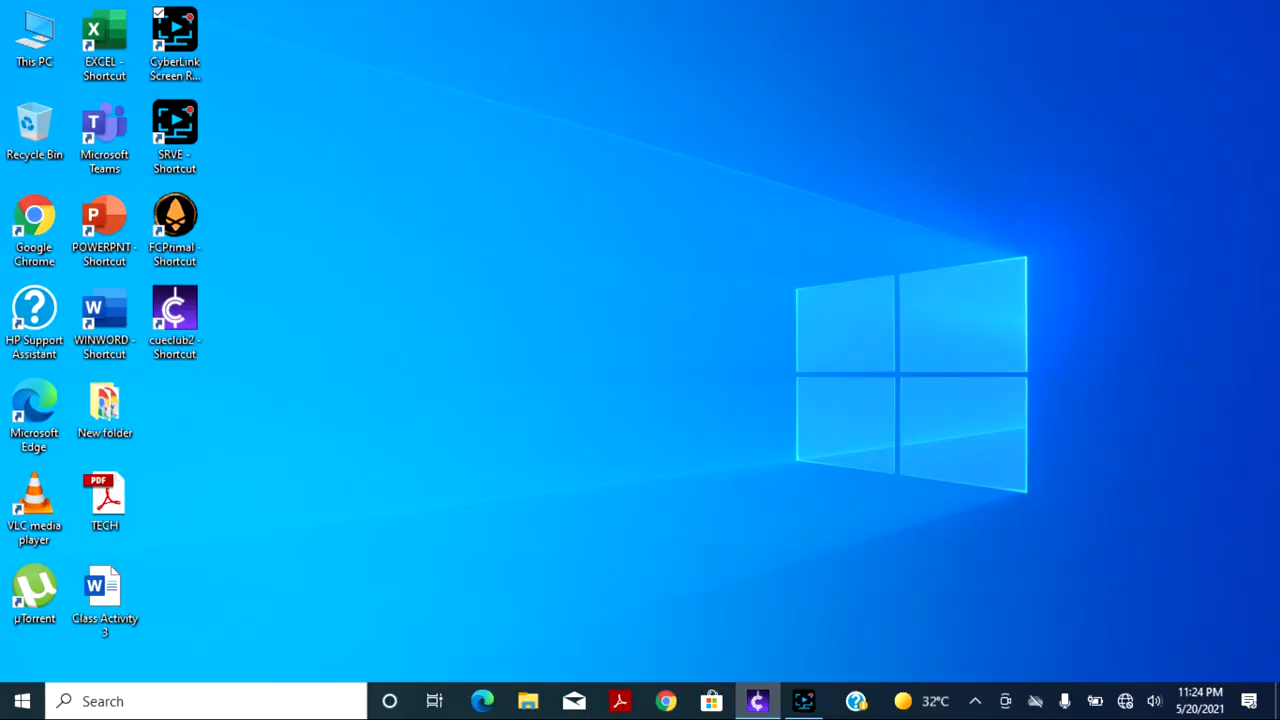 This PC
EXCEL -
Shortcut
CyberLink
Screen R...
Recycle Bin
Microsoft
Teams
SRVE -
Shortcut
Google
Chrome
POWERPNT -
Shortcut
FCPrimal -
Shortcut
HP Support
Assistant
WINWORD -
Shortcut
cueclub2 -
Shortcut
Microsoft
Edge
New folder
VLC media
player
PDF
TECH
µTorrent
Class Activity
3
Search
32°C
11:24 PM
5/20/2021